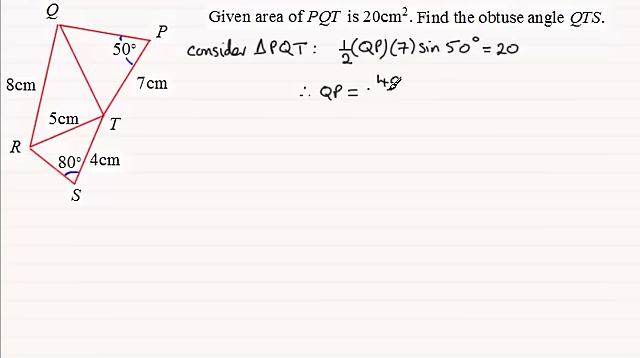 Given area of PQT is 20cm². Find the obtuse angle QTS.
consider ΔPQT: ½(QP)(7) sin 50° = 20
∴ QP =
Q
P
50°
8cm
7cm
5cm
T
R
80°
4cm
S